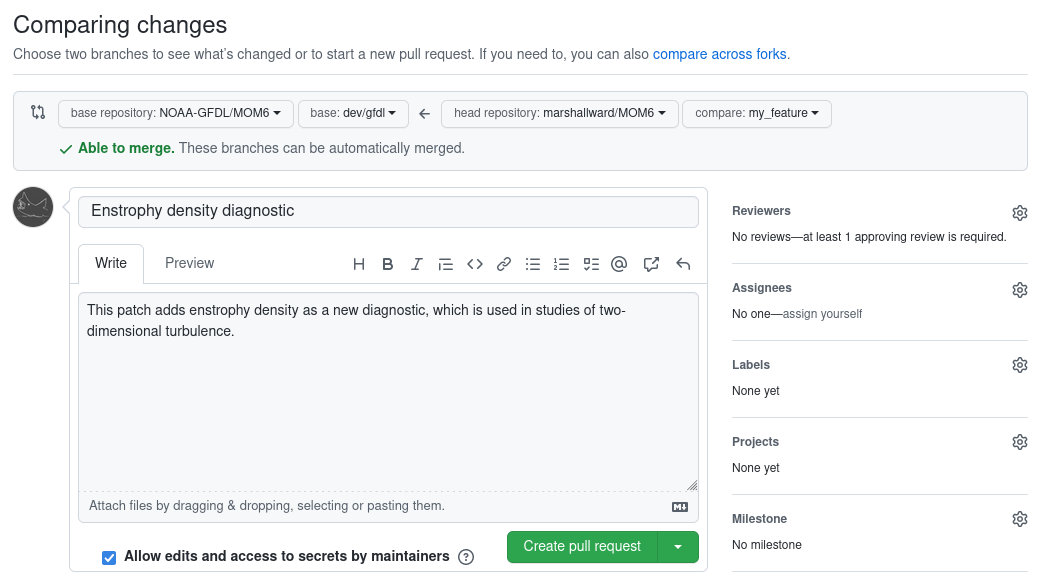 Comparing changes
Choose two branches to see what's changed or to start a new pull request. If you need to, you can also compare across forks.
base repository: NOAA-GFDL/MOM6 base: dev/gfdl head repository: marshallward/MOM6 compare: my_feature
Able to merge. These branches can be automatically merged.
Enstrophy density diagnostic
Write Preview
This patch adds enstrophy density as a new diagnostic, which is used in studies of two-
dimensional turbulence.
Attach files by dragging & dropping, selecting or pasting them.
Allow edits and access to secrets by maintainers
Create pull request
Reviewers
No reviews—at least 1 approving review is required.
Assignees
No one—assign yourself
Labels
None yet
Projects
None yet
Milestone
No milestone